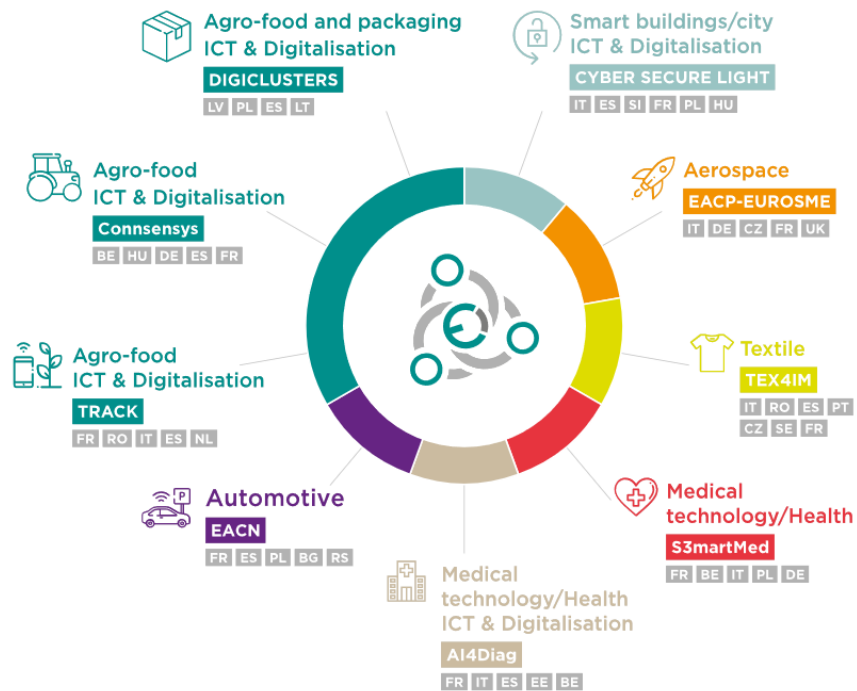 Agro-food and packaging
ICT & Digitalisation
DIGICLUSTERS
LV PL ES LT
Smart buildings/city
ICT & Digitalisation
CYBER SECURE LIGHT
IT ES SI FR PL HU
Agro-food
ICT & Digitalisation
Connsensys
BE HU DE ES FR
Aerospace
EACP-EUROSME
IT DE CZ FR UK
Agro-food
ICT & Digitalisation
TRACK
FR RO IT ES NL
Textile
TEX4IM
IT RO ES PT
CZ SE FR
P
Automotive
EACN
FR ES PL BG RS
Medical
technology/Health
S3martMed
FR BE IT PL DE
Medical
technology/Health
ICT & Digitalisation
AI4Diag
FR IT ES EE BE